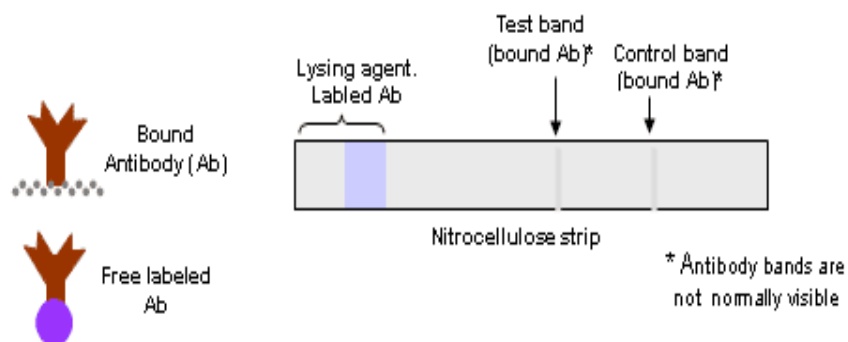 Test band
(bound Ab)*
Control band
(bound Ab)*
Lysing agent.
Labled Ab
Bound
Antibody (Ab)
Nitrocellulose strip
Free labeled
Ab
* Antibody bands are
not normally visible